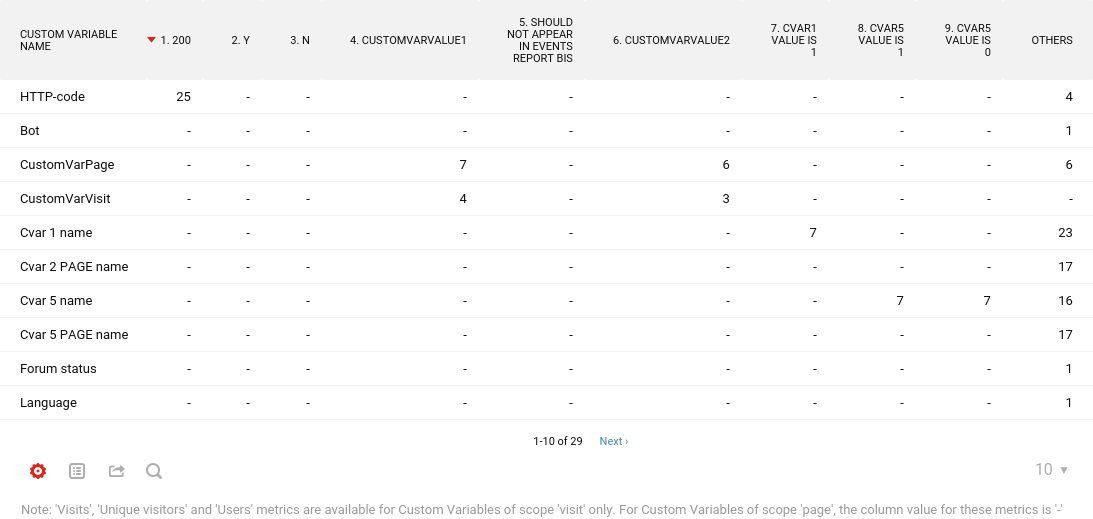 CUSTOM VARIABLE NAME 1. 200 2. Y 3. N 4. CUSTOMVARVALUE1 5. SHOULD NOT APPEAR IN EVENTS REPORT BIS 6. CUSTOMVARVALUE2 7. CVAR1 VALUE IS 1 8. CVAR5 VALUE IS 1 9. CVAR5 VALUE IS 0 OTHERS
HTTP-code 25 - - - - - - - - 4
Bot - - - - - - - - - 1
CustomVarPage - - - 7 - 6 - - - 6
CustomVarVisit - - - 4 - 3 - - - -
Cvar 1 name - - - - - - 7 - - 23
Cvar 2 PAGE name - - - - - - - - - 17
Cvar 5 name - - - - - - - 7 7 16
Cvar 5 PAGE name - - - - - - - - - 17
Forum status - - - - - - - - - 1
Language - - - - - - - - - 1
1-10 of 29 Next ›
10 ▼
Note: 'Visits', 'Unique visitors' and 'Users' metrics are available for Custom Variables of scope 'visit' only. For Custom Variables of scope 'page', the column value for these metrics is '-'